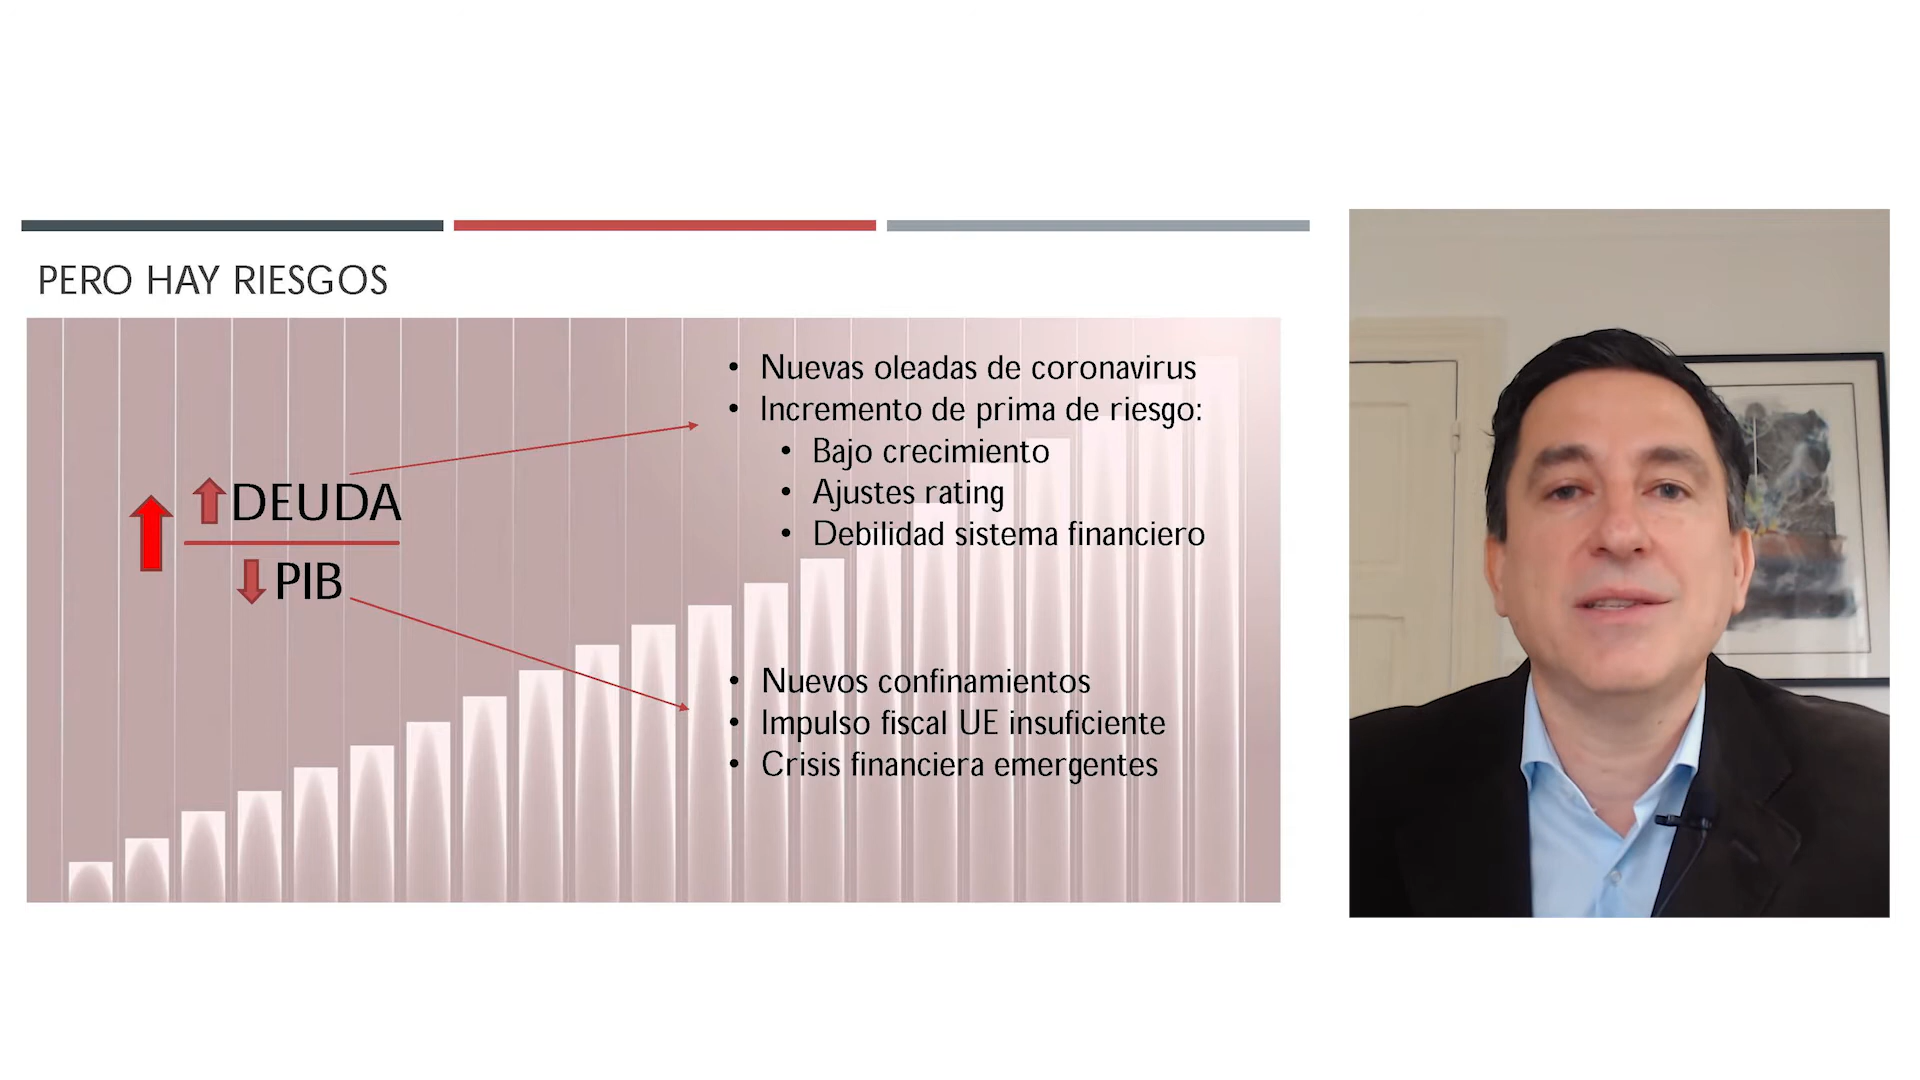 PERO HAY RIESGOS
• Nuevas oleadas de coronavirus
• Incremento de prima de riesgo:
• Bajo crecimiento
• Ajustes rating
• Debilidad sistema financiero
DEUDA
PIB
• Nuevos confinamientos
• Impulso fiscal UE insuficiente
• Crisis financiera emergentes